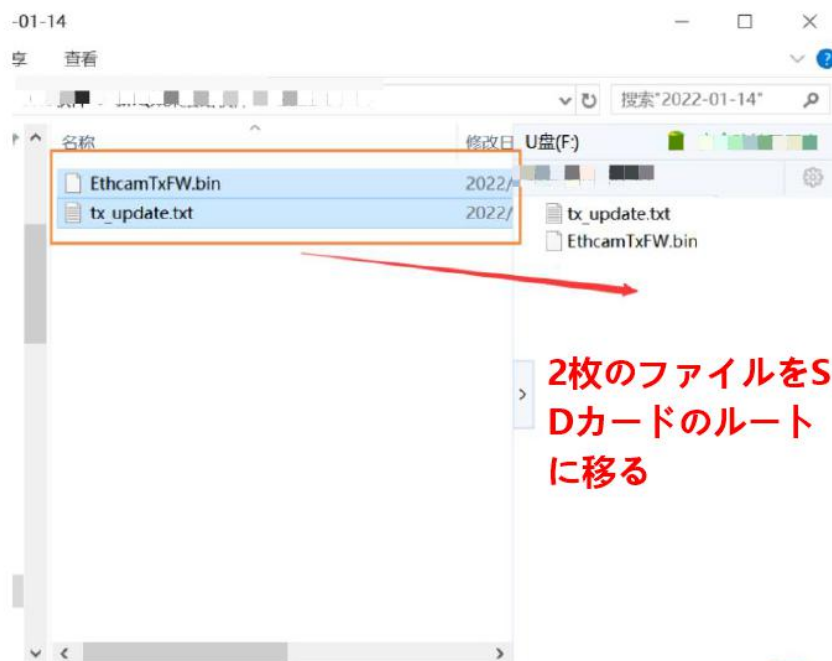 -01-14
享 查看
搜索"2022-01-14"
名称
修改日
U盘(F:)
EthcamTxFW.bin
2022/
tx_update.txt
2022/
tx_update.txt
EthcamTxFW.bin
2枚のファイルをS
Dカードのルート
に移る